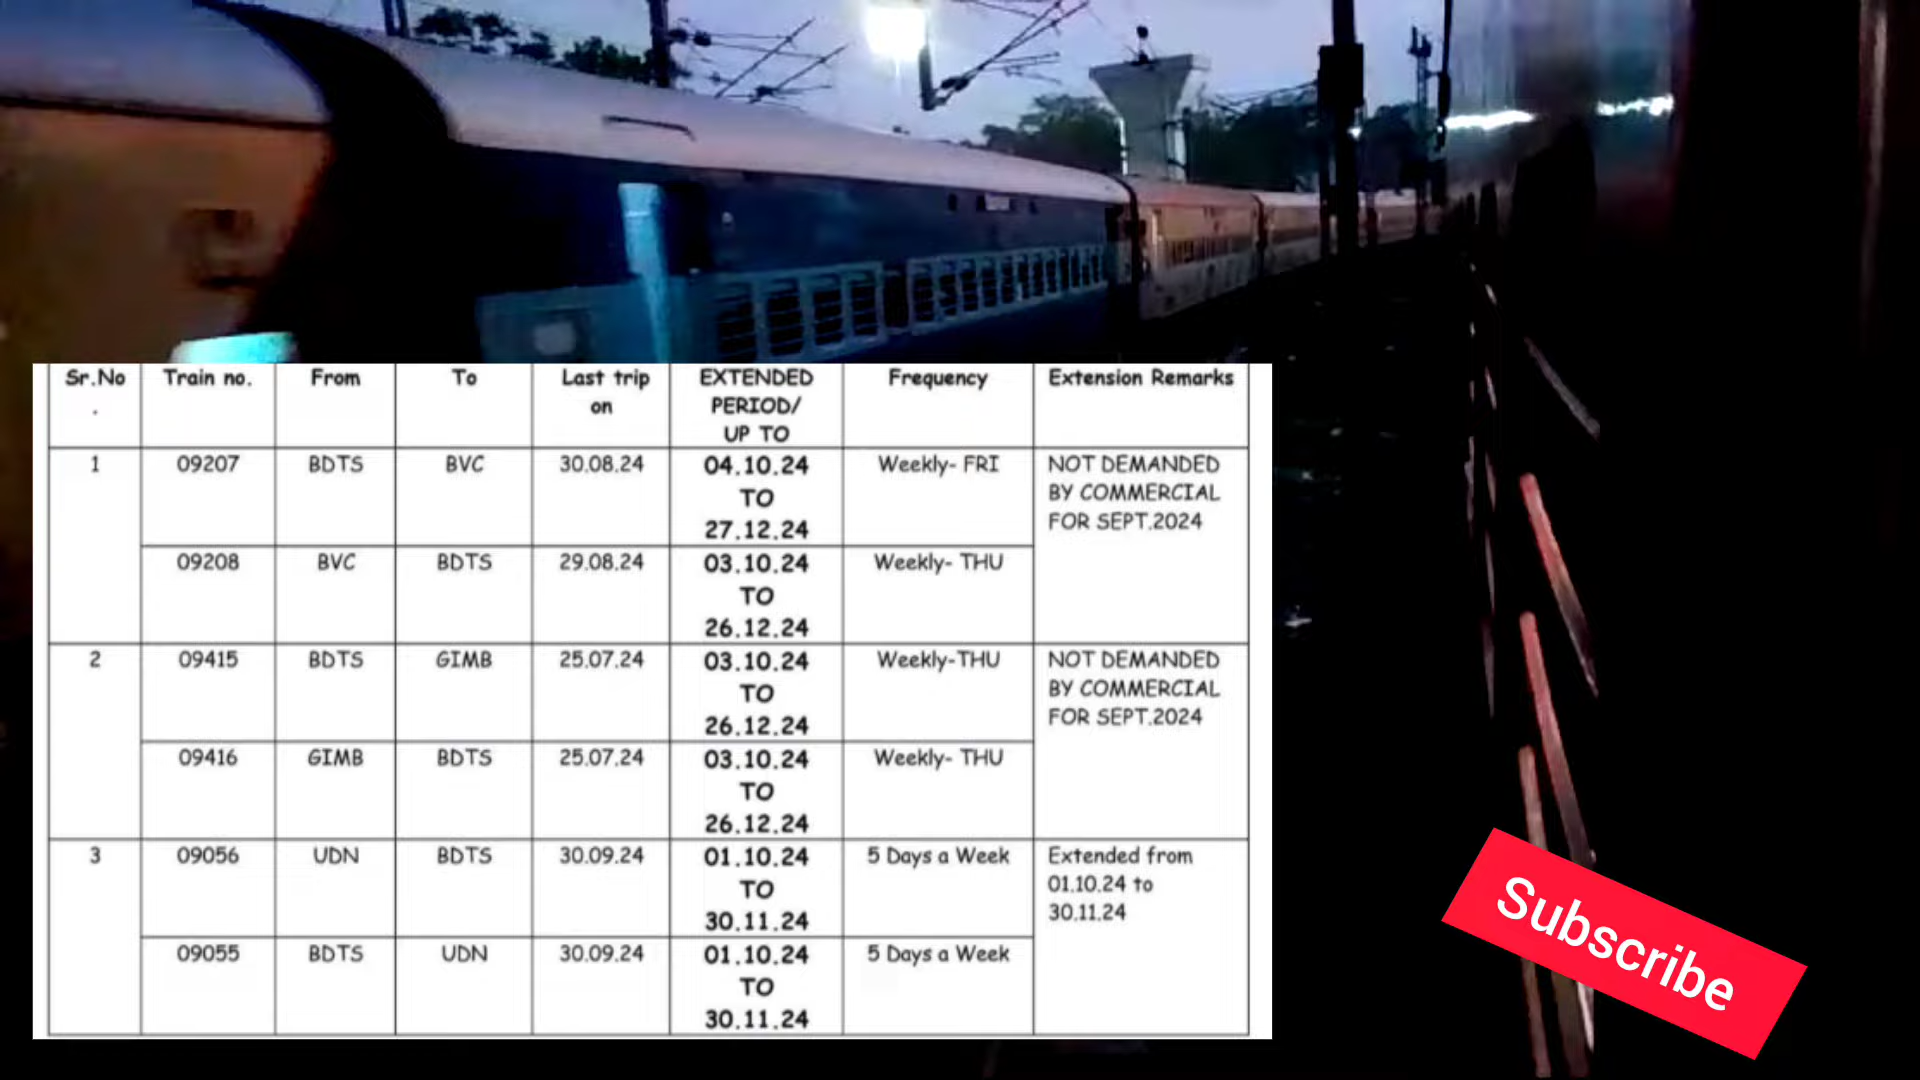 Sr.No Train no. From To Last trip EXTENDED Frequency Extension Remarks
. on PERIOD/
UP TO
1 09207 BDTS BVC 30.08.24 04.10.24 Weekly- FRI NOT DEMANDED
TO BY COMMERCIAL
27.12.24 FOR SEPT.2024
09208 BVC BDTS 29.08.24 03.10.24 Weekly- THU
TO
26.12.24
2 09415 BDTS GIMB 25.07.24 03.10.24 Weekly-THU NOT DEMANDED
TO BY COMMERCIAL
26.12.24 FOR SEPT.2024
09416 GIMB BDTS 25.07.24 03.10.24 Weekly- THU
TO
26.12.24
3 09056 UDN BDTS 30.09.24 01.10.24 5 Days a Week Extended from
TO 01.10.24 to
30.11.24 30.11.24
09055 BDTS UDN 30.09.24 01.10.24 5 Days a Week
TO
30.11.24
Subscribe